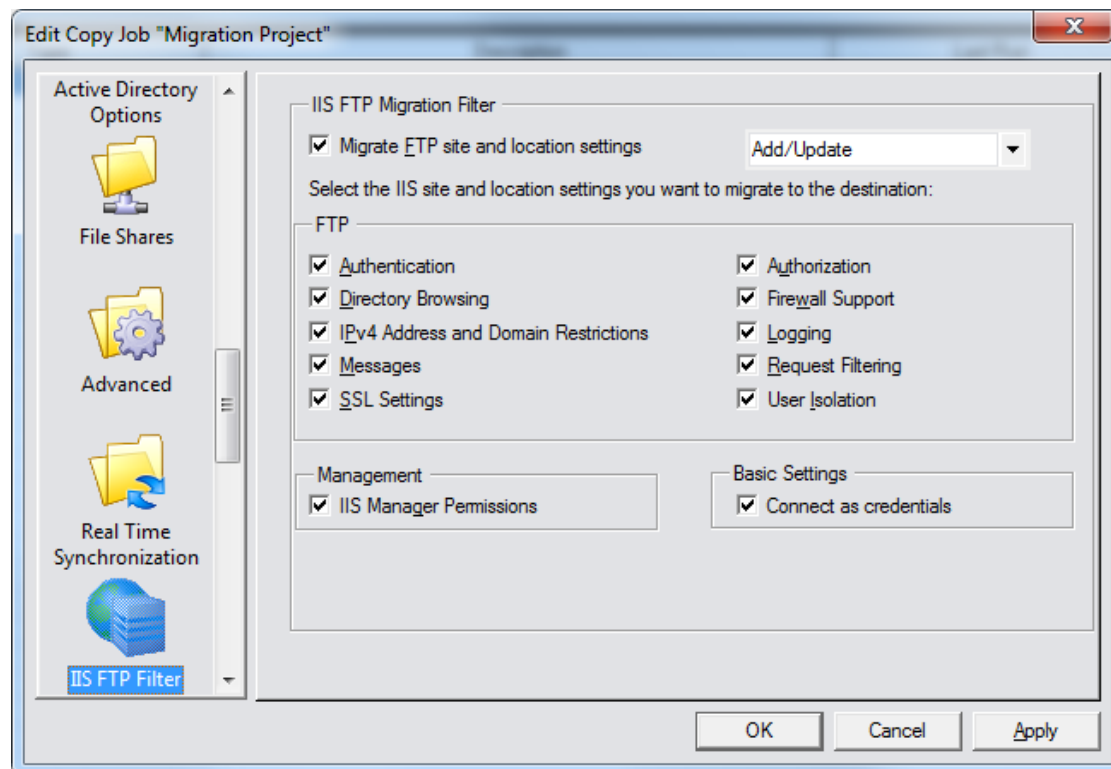 Edit Copy Job "Migration Project"
Active Directory
Options
File Shares
Advanced
Real Time
Synchronization
IIS FTP Filter
IIS FTP Migration Filter
Migrate FTP site and location settings
Add/Update
Select the IIS site and location settings you want to migrate to the destination:
FTP
Authentication
Authorization
Directory Browsing
Firewall Support
IPv4 Address and Domain Restrictions
Logging
Messages
Request Filtering
SSL Settings
User Isolation
Management
IIS Manager Permissions
Basic Settings
Connect as credentials
OK
Cancel
Apply